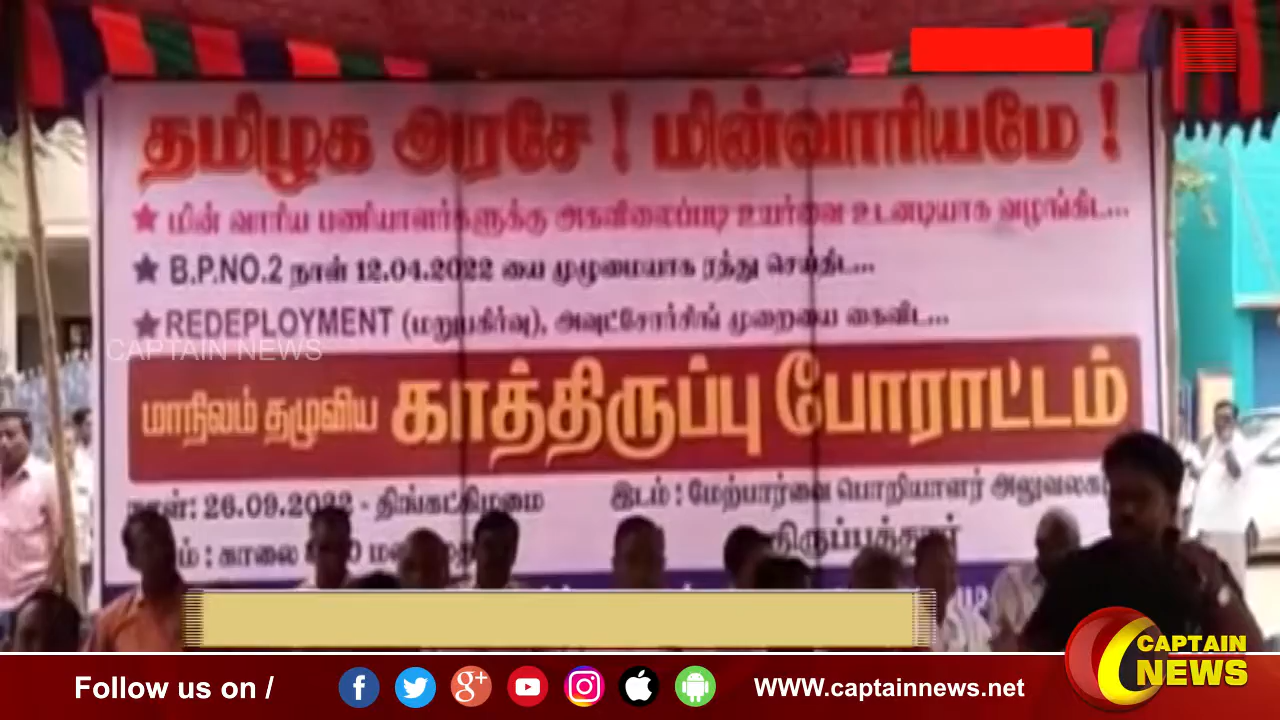 தமிழக அரசே ! மின்வாரியமே !
★ மின் வாரிய பணியாளர்களுக்கு அகவிலைப்படி உயர்வை உடனடியாக வழங்கிட...
★ B.P.NO.2 நாள் 12.04.2022 யை முழுமையாக ரத்து செய்திட...
★ REDEPLOYMENT (மறுபகிர்வு), அவுட்சோர்சிங் முறையை கைவிட...
CAPTAIN NEWS
மாநிலம் தழுவிய காத்திருப்பு போராட்டம்
நாள்: 26.09.2022 - திங்கட்கிழமை
இடம் : மேற்பார்வை பொறியாளர்
: காலை
திருப்பத்தூர்
CAPTAIN
NEWS
Follow us on /
WWW.captainnews.net